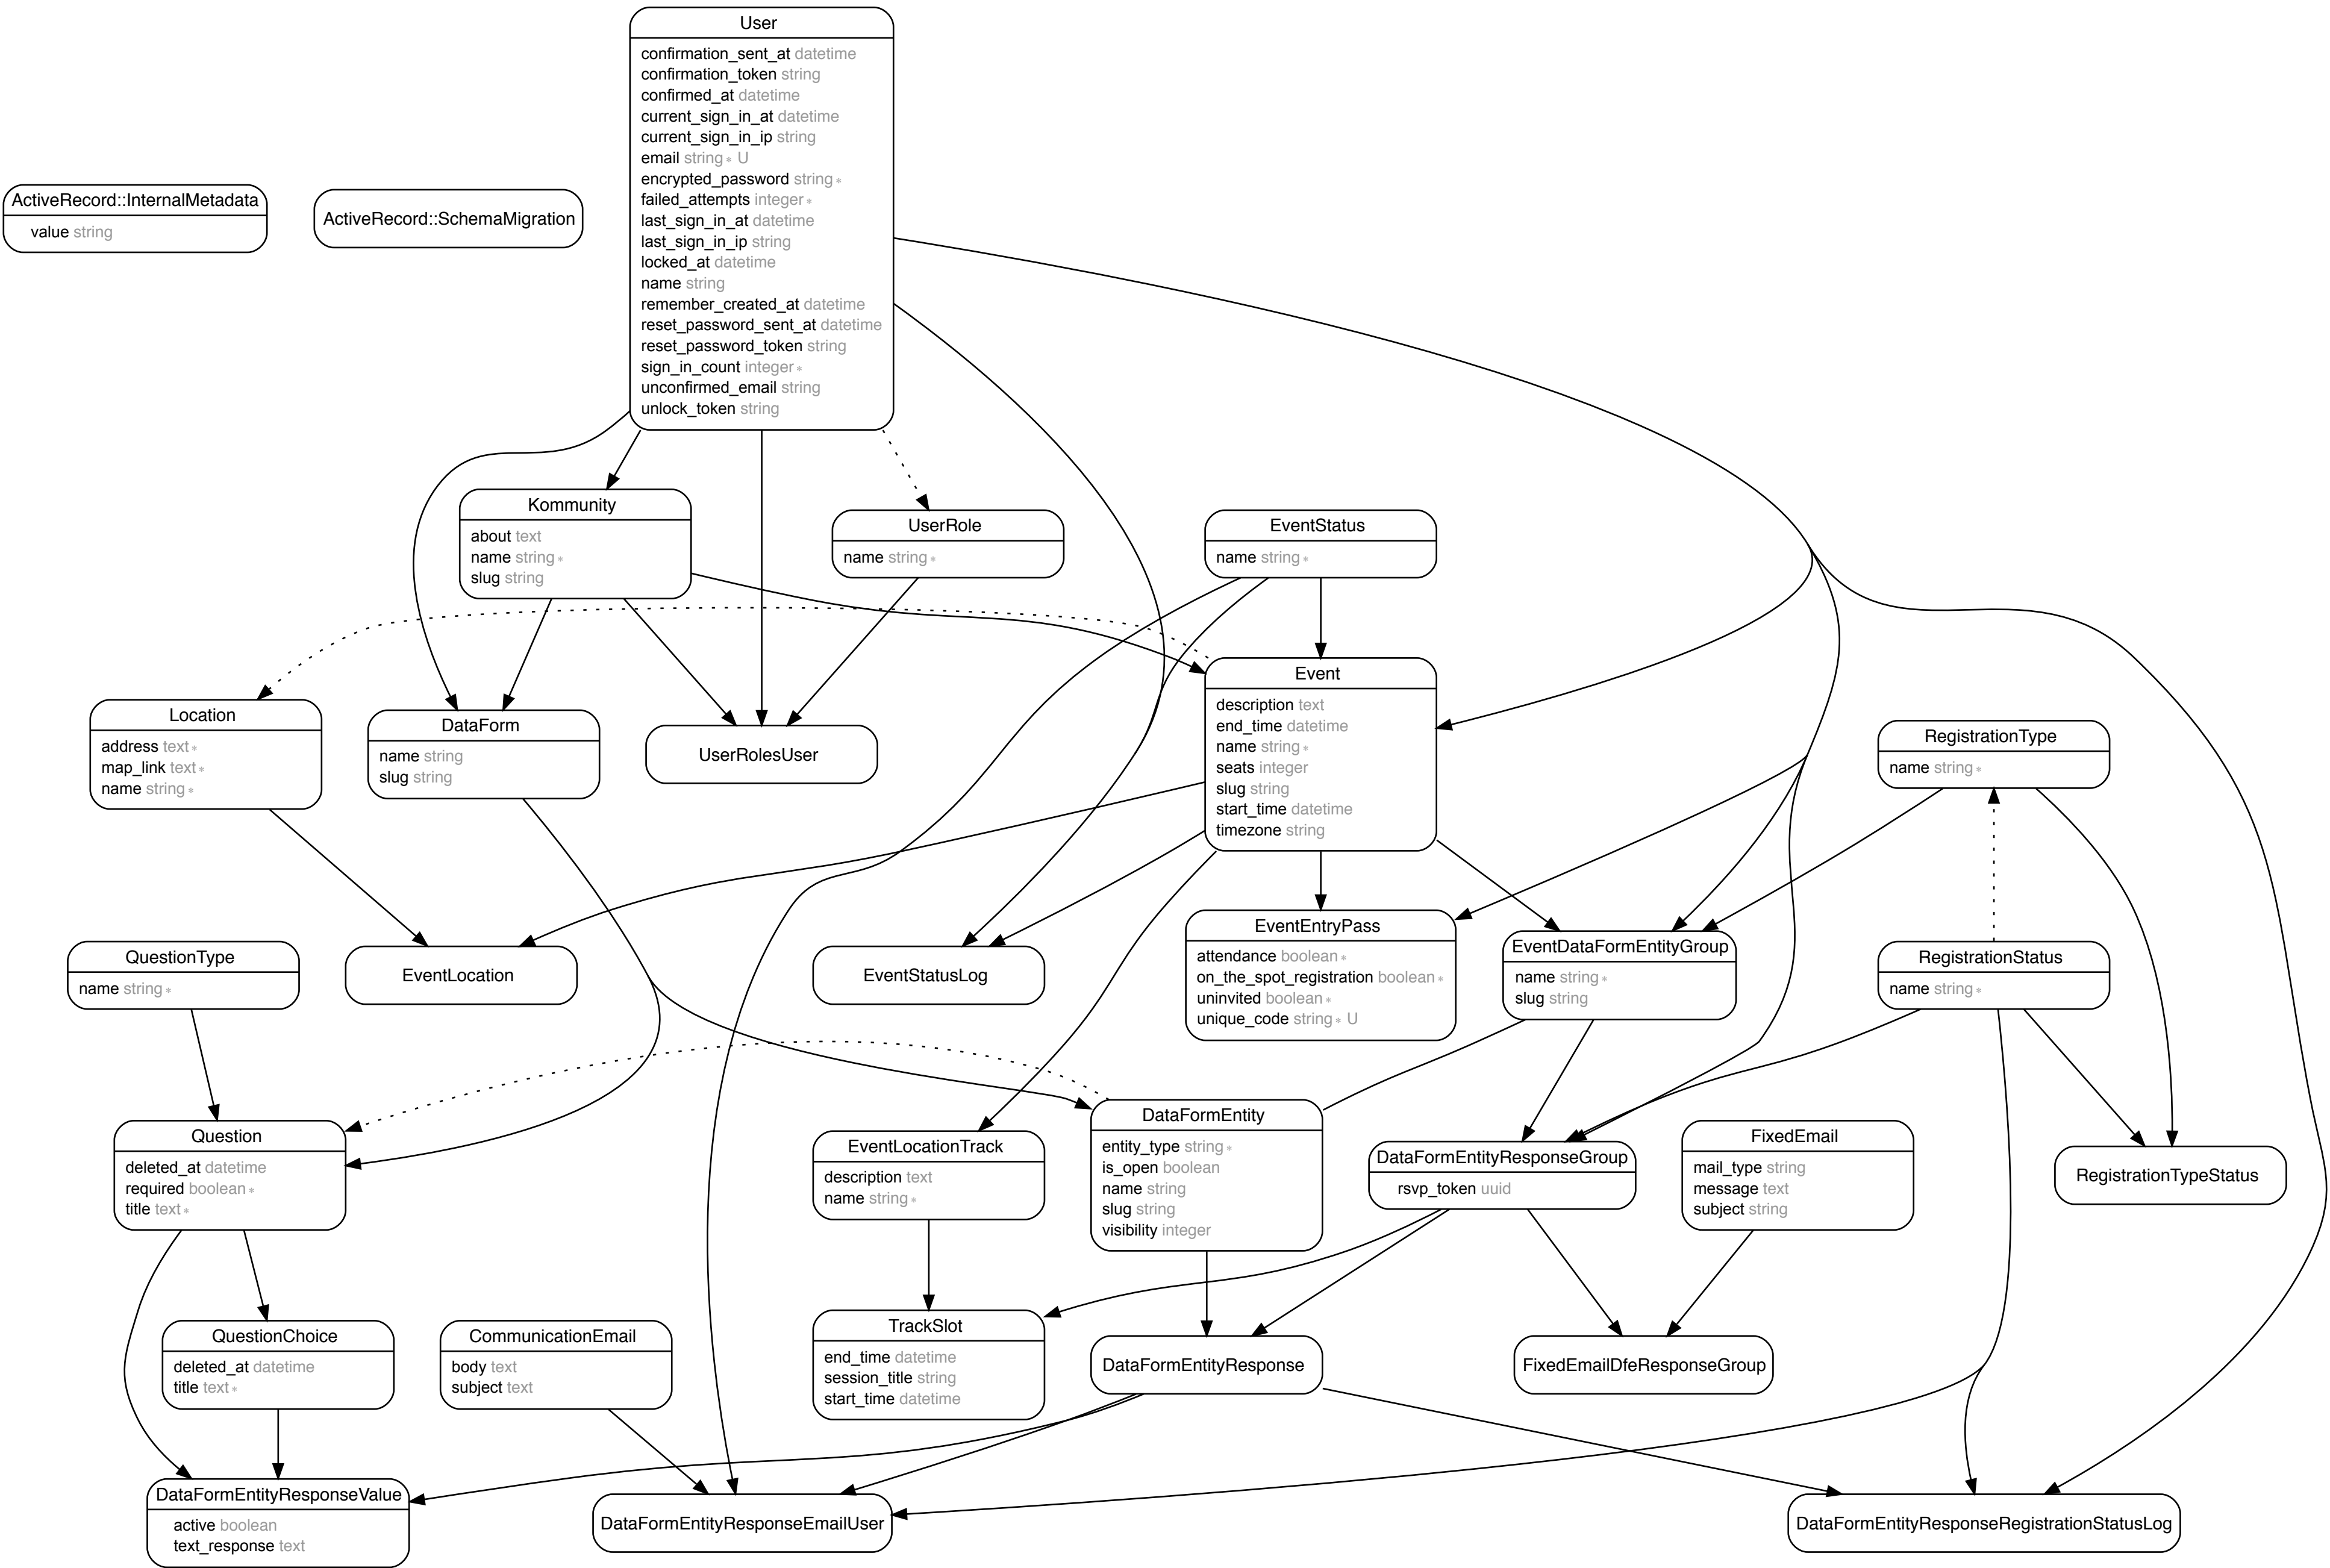 User
confirmation_sent_at datetime
confirmation_token string
confirmed_at datetime
current_sign_in_at datetime
current_sign_in_ip string
email string∗ U
encrypted_password string∗
failed_attempts integer∗
last_sign_in_at datetime
last_sign_in_ip string
locked_at datetime
name string
remember_created_at datetime
reset_password_sent_at datetime
reset_password_token string
sign_in_count integer∗
unconfirmed_email string
unlock_token string
ActiveRecord::InternalMetadata
value string
ActiveRecord::SchemaMigration
Kommunity
about text
name string∗
slug string
UserRole
name string∗
EventStatus
name string∗
Location
address text∗
map_link text∗
name string∗
DataForm
name string
slug string
UserRolesUser
Event
description text
end_time datetime
name string∗
seats integer
slug string
start_time datetime
timezone string
RegistrationType
name string∗
QuestionType
name string∗
EventLocation
EventStatusLog
EventEntryPass
attendance boolean∗
on_the_spot_registration boolean∗
uninvited boolean∗
unique_code string∗ U
EventDataFormEntityGroup
name string∗
slug string
RegistrationStatus
name string∗
Question
deleted_at datetime
required boolean∗
title text∗
EventLocationTrack
description text
name string∗
DataFormEntity
entity_type string∗
is_open boolean
name string
slug string
visibility integer
DataFormEntityResponseGroup
rsvp_token uuid
FixedEmail
mail_type string
message text
subject string
RegistrationTypeStatus
QuestionChoice
deleted_at datetime
title text∗
CommunicationEmail
body text
subject text
TrackSlot
end_time datetime
session_title string
start_time datetime
DataFormEntityResponse
FixedEmailDfeResponseGroup
DataFormEntityResponseValue
active boolean
text_response text
DataFormEntityResponseEmailUser
DataFormEntityResponseRegistrationStatusLog